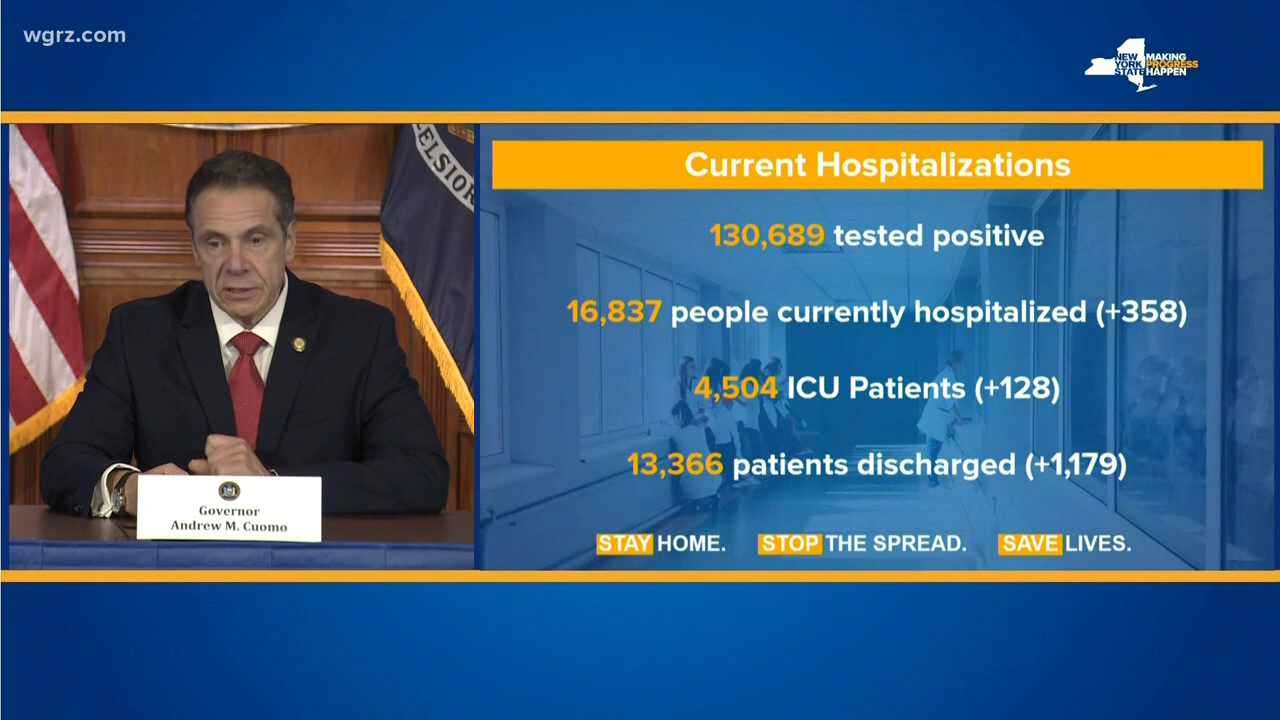 wgrz.com
NEW
YORK
STATE
MAKING
PROGRESS
HAPPEN
ELSIOR
Current Hospitalizations
130,689 tested positive
16,837 people currently hospitalized (+358)
4,504 ICU Patients (+128)
13,366 patients discharged (+1,179)
STAY HOME. STOP THE SPREAD. SAVE LIVES.
Governor
Andrew M. Cuomo